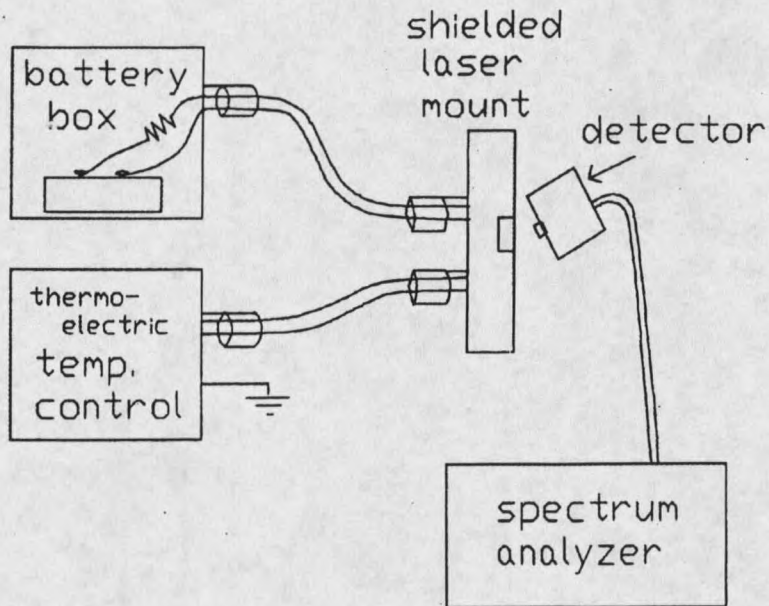 battery
box
shielded
laser
mount
detector
thermo-
electric
temp.
control
spectrum
analyzer